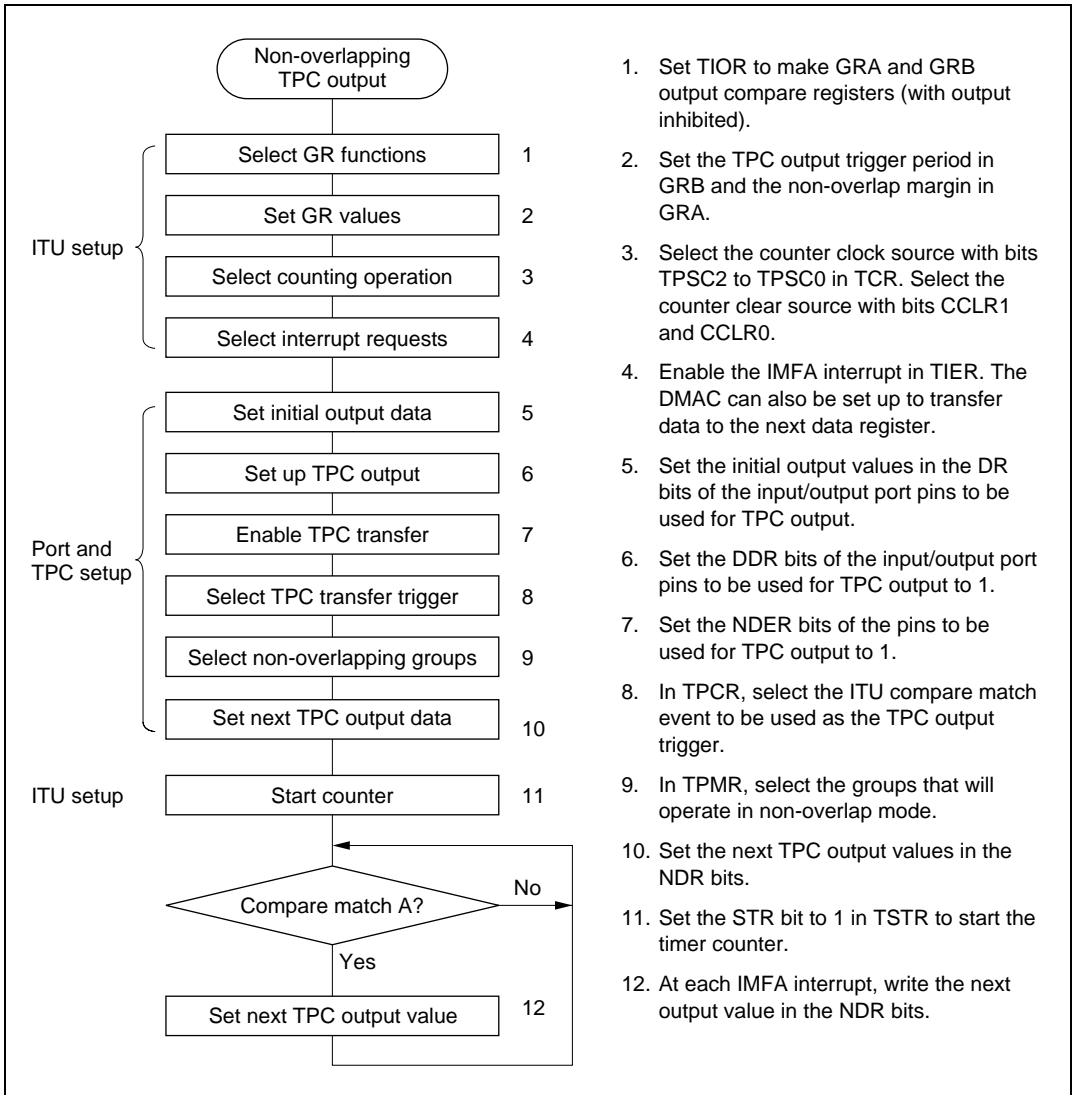 Non-overlapping
TPC output
ITU setup
Select GR functions 1
Set GR values 2
Select counting operation 3
Select interrupt requests 4
Port and
TPC setup
Set initial output data 5
Set up TPC output 6
Enable TPC transfer 7
Select TPC transfer trigger 8
Select non-overlapping groups 9
Set next TPC output data 10
ITU setup
Start counter 11
Compare match A?
No
Yes
Set next TPC output value 12
1. Set TIOR to make GRA and GRB
output compare registers (with output
inhibited).
2. Set the TPC output trigger period in
GRB and the non-overlap margin in
GRA.
3. Select the counter clock source with bits
TPSC2 to TPSC0 in TCR. Select the
counter clear source with bits CCLR1
and CCLR0.
4. Enable the IMFA interrupt in TIER. The
DMAC can also be set up to transfer
data to the next data register.
5. Set the initial output values in the DR
bits of the input/output port pins to be
used for TPC output.
6. Set the DDR bits of the input/output port
pins to be used for TPC output to 1.
7. Set the NDER bits of the pins to be
used for TPC output to 1.
8. In TPCR, select the ITU compare match
event to be used as the TPC output
trigger.
9. In TPMR, select the groups that will
operate in non-overlap mode.
10. Set the next TPC output values in the
NDR bits.
11. Set the STR bit to 1 in TSTR to start the
timer counter.
12. At each IMFA interrupt, write the next
output value in the NDR bits.